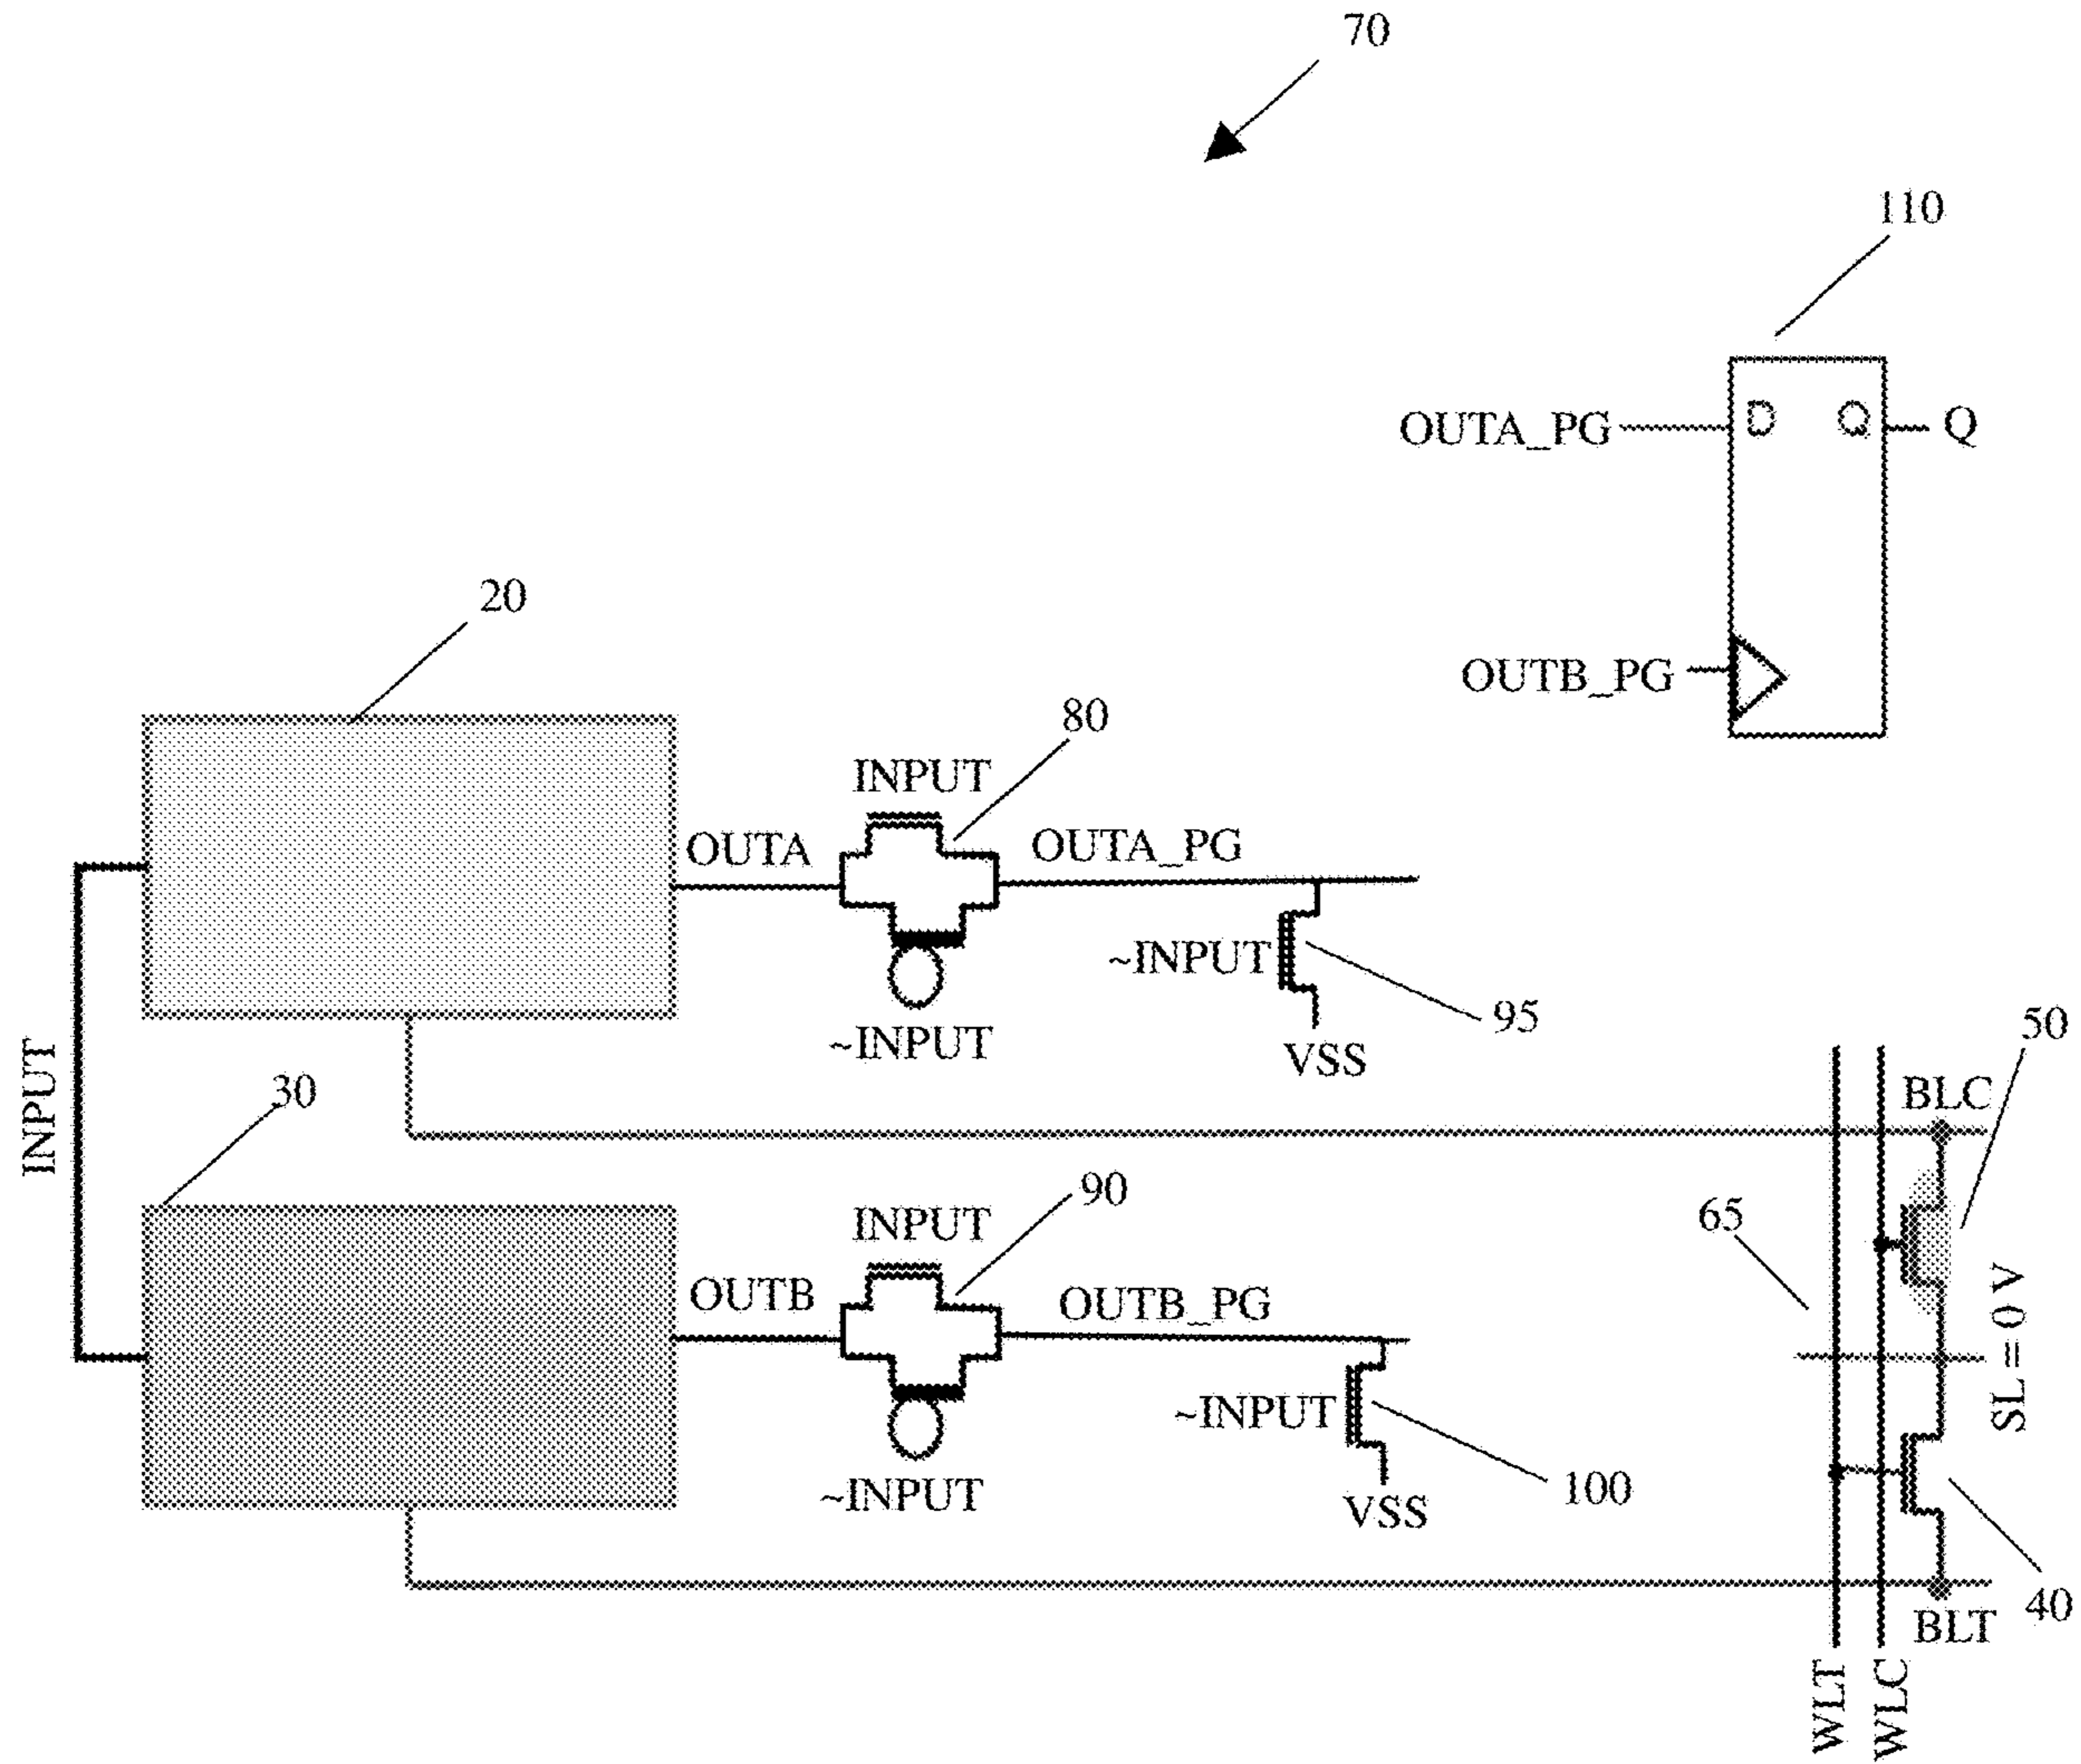 70
110
OUTA_PG
D
Q
Q
OUTB_PG
20
80
INPUT
OUTA
OUTA_PG
~INPUT
95
~INPUT
VSS
50
INPUT
30
BLC
90
INPUT
65
OUTB
OUTB_PG
SL = 0 V
~INPUT
100
~INPUT
VSS
40
BLT
WLT
WLC